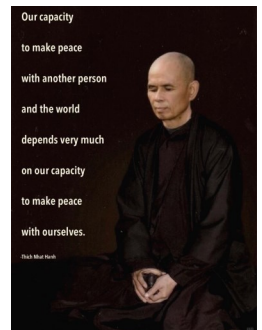 Our capacity
to make peace
with another person
and the world
depends very much
on our capacity
to make peace
with ourselves.
-Thich Nhat Hanh